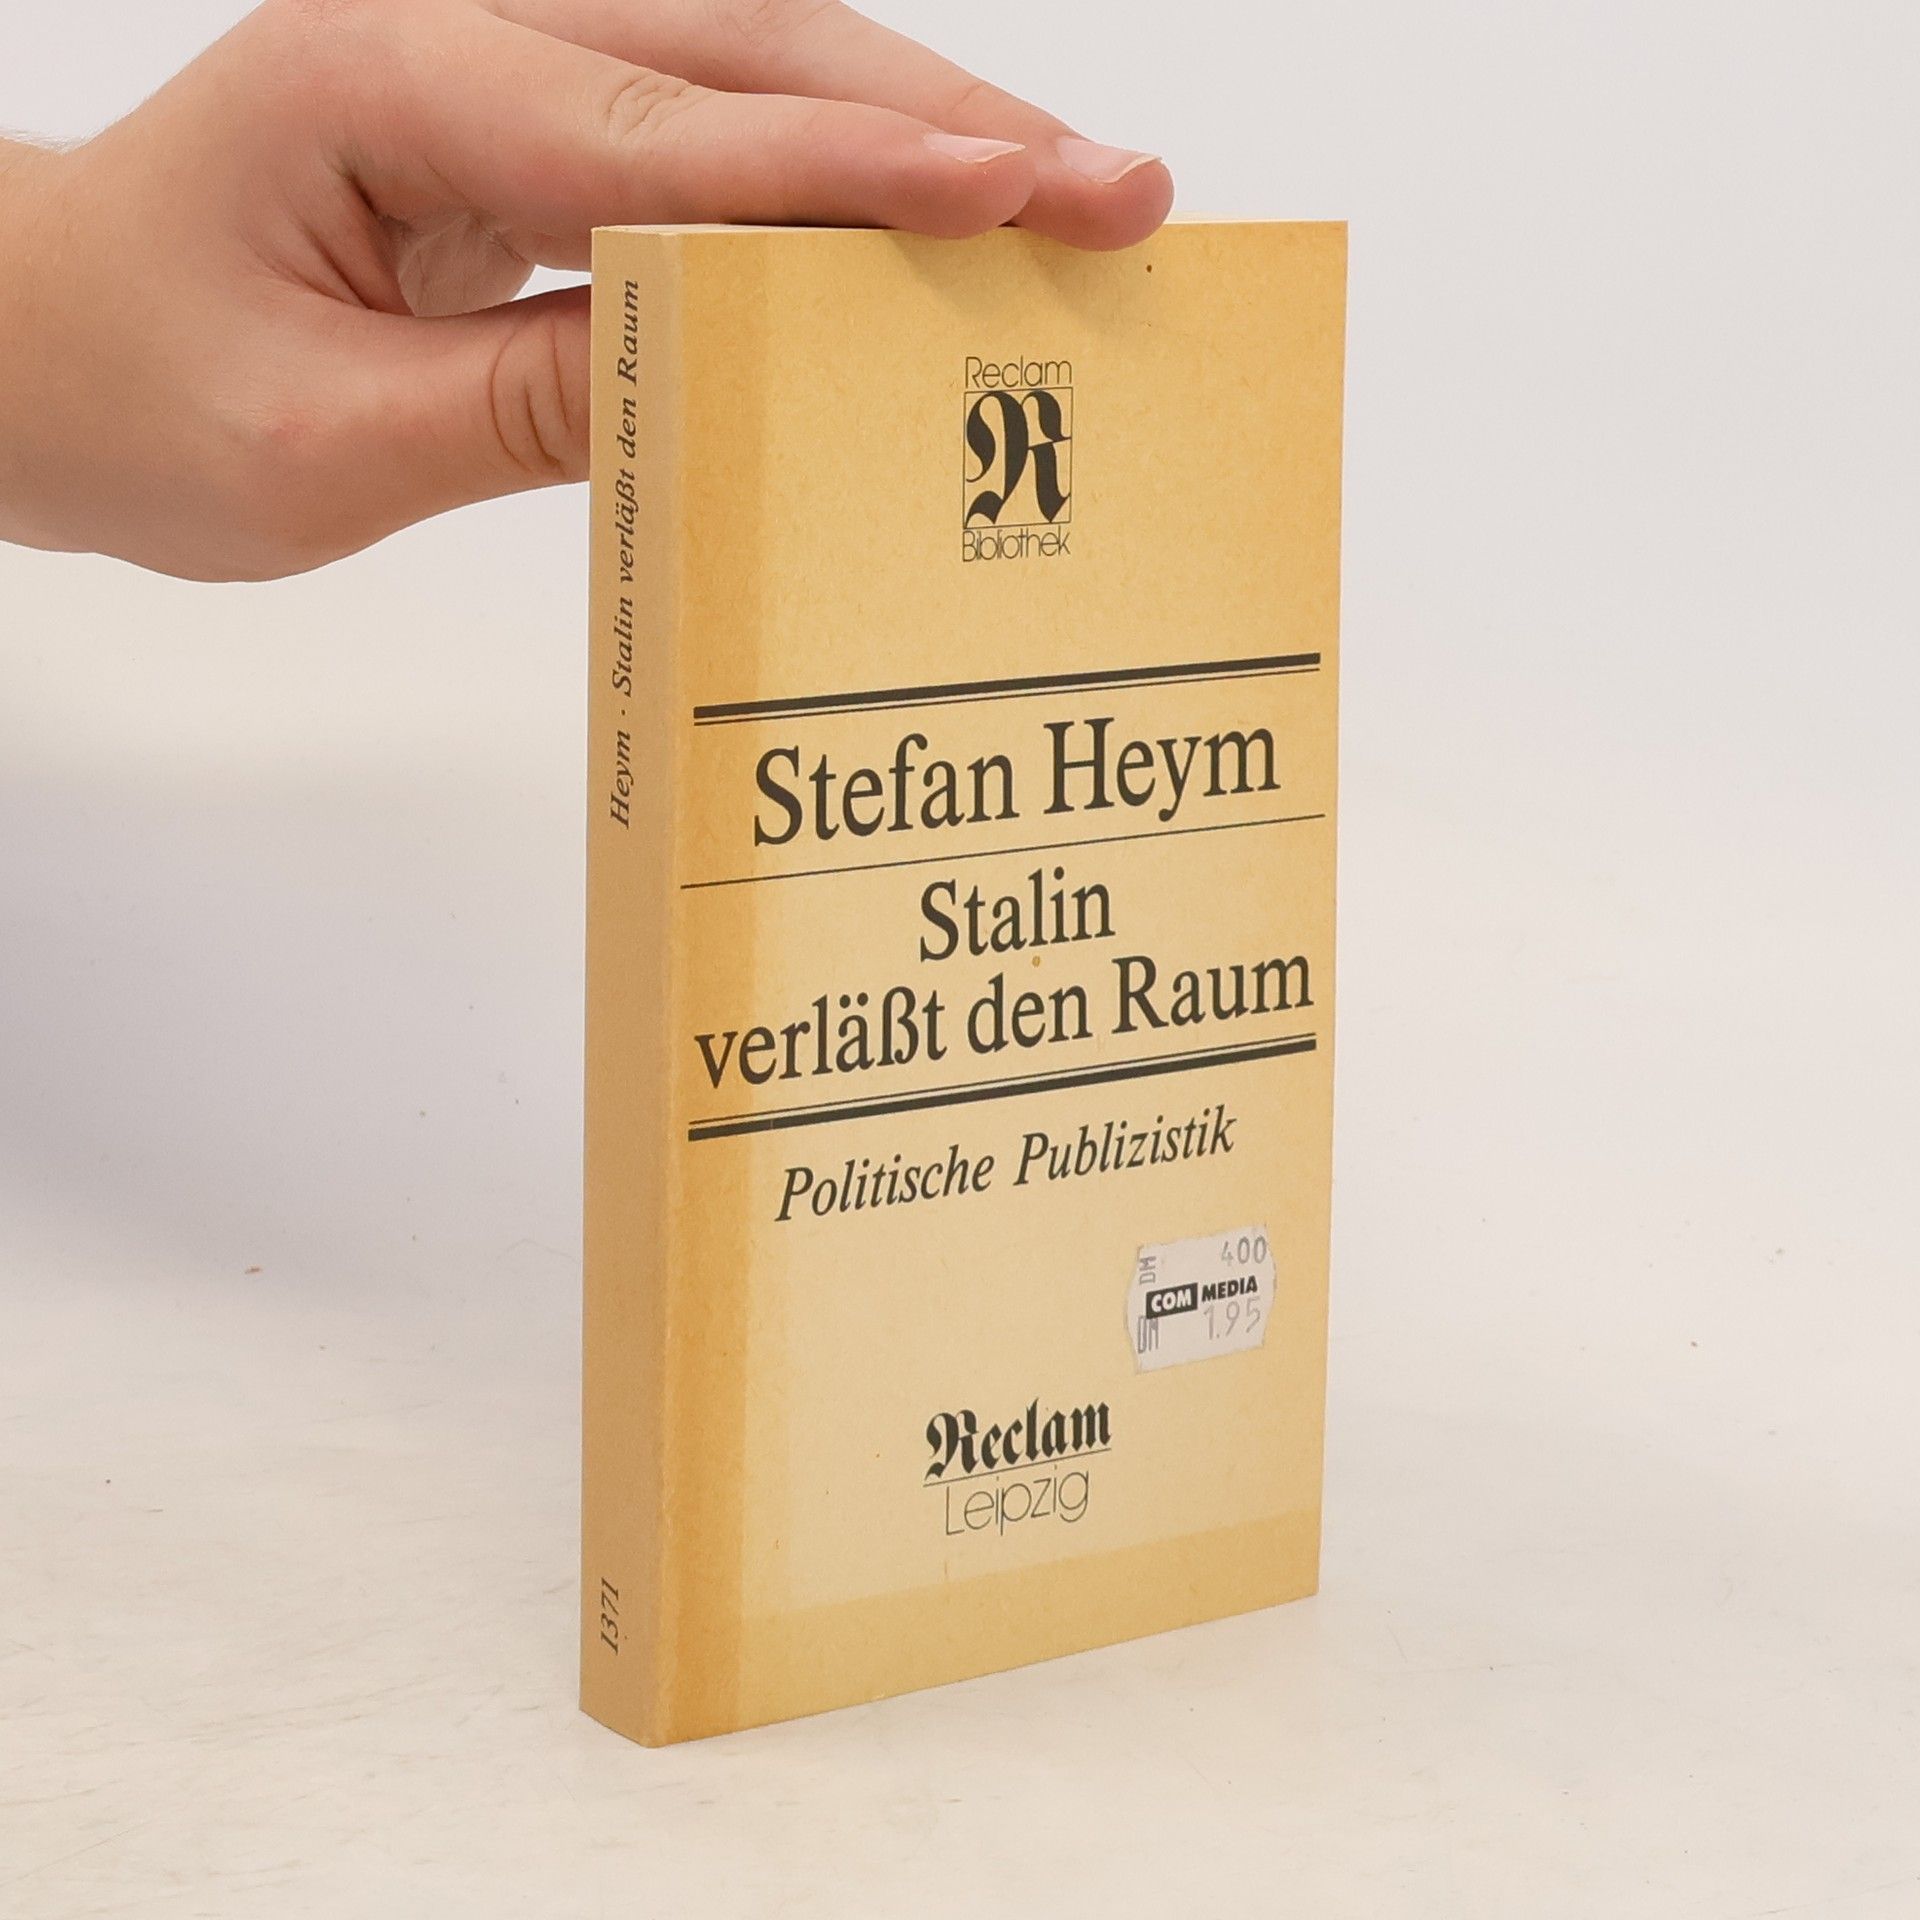 Heym · Stalin verläßt den Raum
1371
Reclam
R
Bibliothek
Stefan Heym
Stalin
verläßt den Raum
Politische Publizistik
DM 400
COM MEDIA
DM 1.95
Reclam
Leipzig